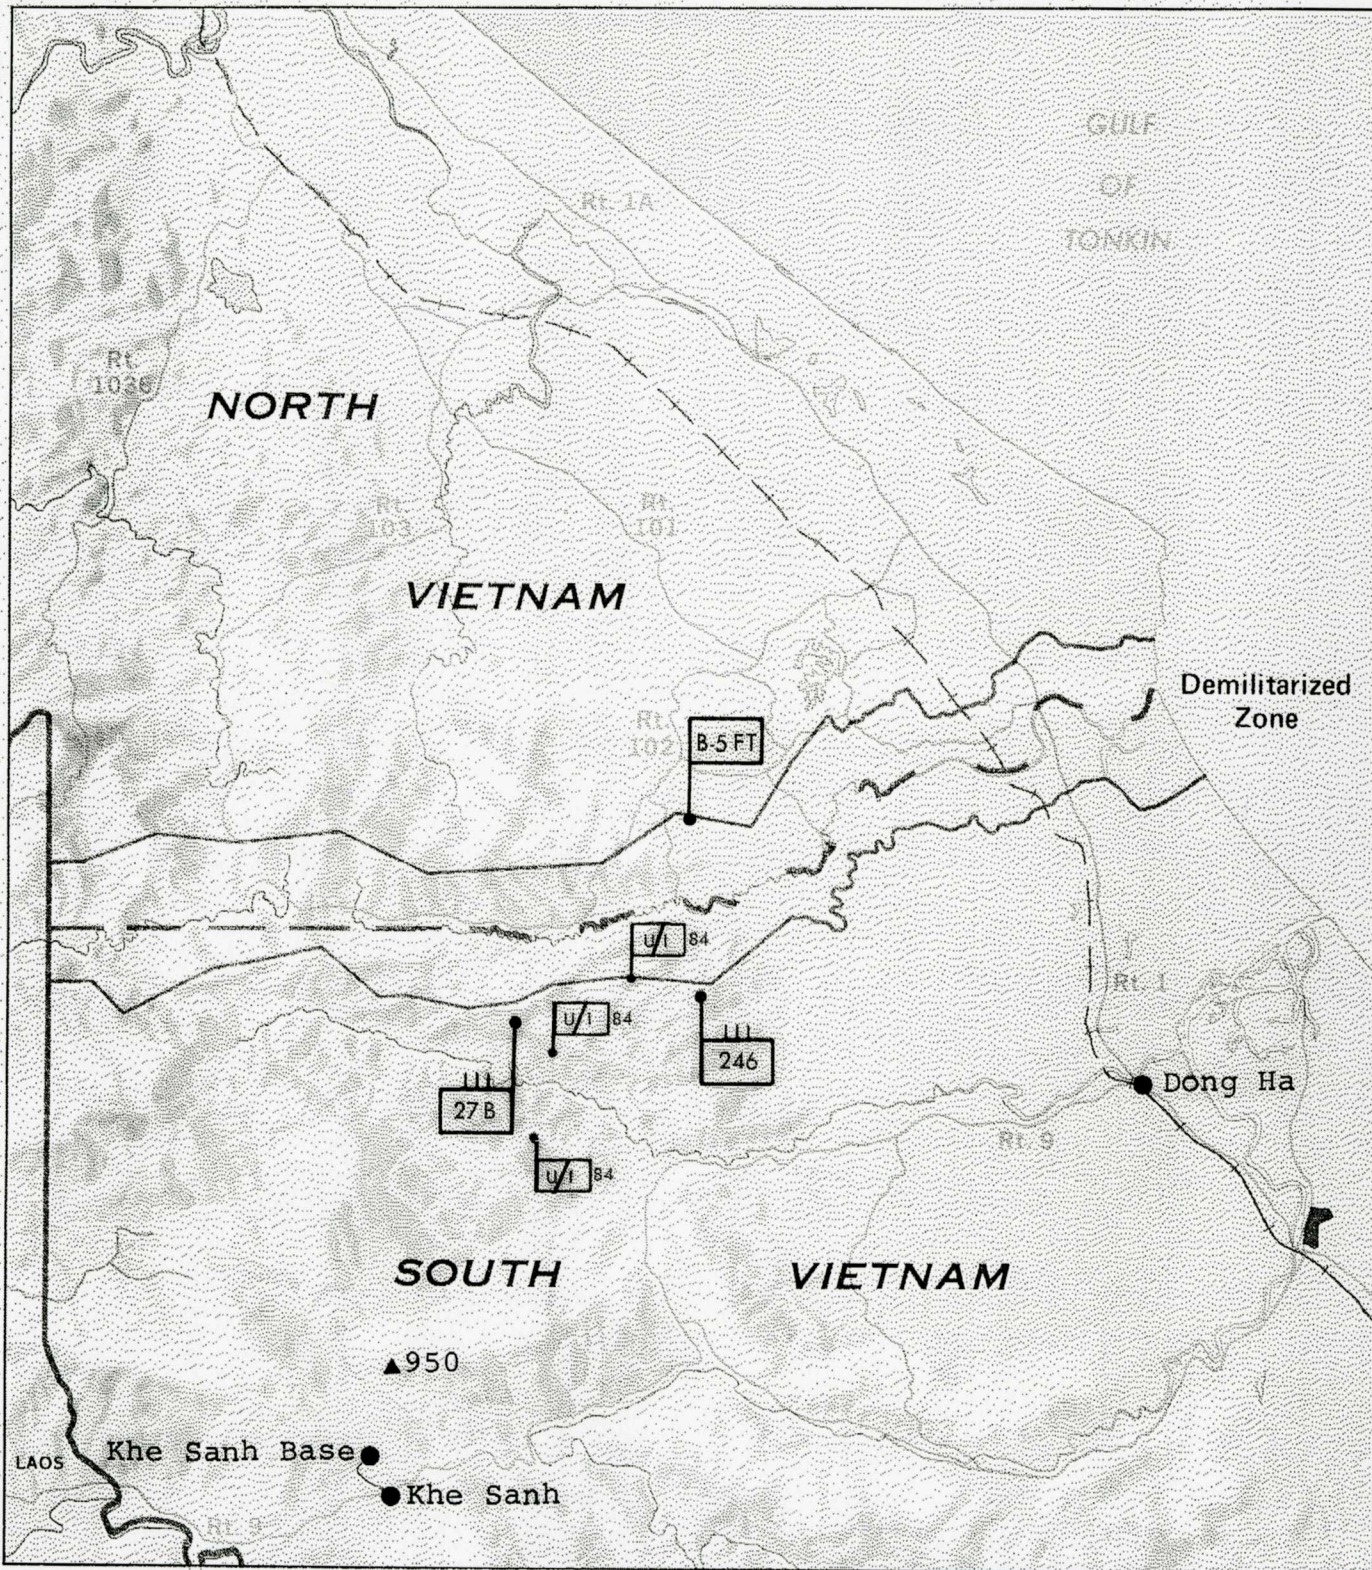 GULF
OF
TONKIN
Rt. 1A
Rt.
1036
NORTH
Rt.
103
Rt.
101
VIETNAM
Demilitarized
Zone
Rt.
102
B-5 FT
U/I 84
U/I 84
246
Rt. 1
27 B
Dong Ha
Rt. 9
U/I 84
SOUTH VIETNAM
950
Khe Sanh Base
LAOS
Khe Sanh
Rt. 9